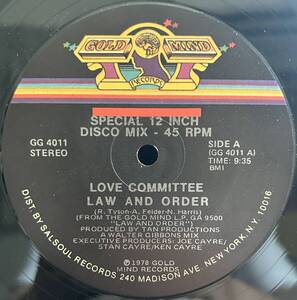 GOLD MIND
RECORDS
SPECIAL 12 INCH
DISCO MIX - 45 RPM
GG 4011
STEREO
SIDE A
(GG 4011 A)
TIME: 9:35
BMI
LOVE COMMITTEE
LAW AND ORDER
(R. Tyson-A. Felder-N. Harris)
(FROM THE GOLD MIND LP, GA 9500
"LAW AND ORDER")
PRODUCED BY TAN PRODUCTIONS
A WALTER GIBBONS MIX
EXECUTIVE PRODUCERS: JOE CAYRE/
STAN CAYRE/KEN CAYRE
℗ 1978 GOLD
MIND RECORDS
DIST BY SALSOUL RECORDS 240 MADISON AVE. NEW YORK, N.Y. 10016